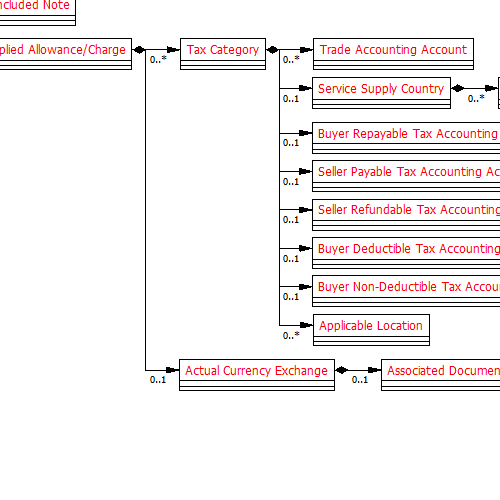 ncluded Note
plied Allowance/Charge
0..*
Tax Category
0..*
Trade Accounting Account
0..1
Service Supply Country
0..*
0..1
Buyer Repayable Tax Accounting
0..1
Seller Payable Tax Accounting Ac
0..1
Seller Refundable Tax Accounting
0..1
Buyer Deductible Tax Accounting
0..1
Buyer Non-Deductible Tax Accou
0..*
Applicable Location
0..1
Actual Currency Exchange
0..1
Associated Documen